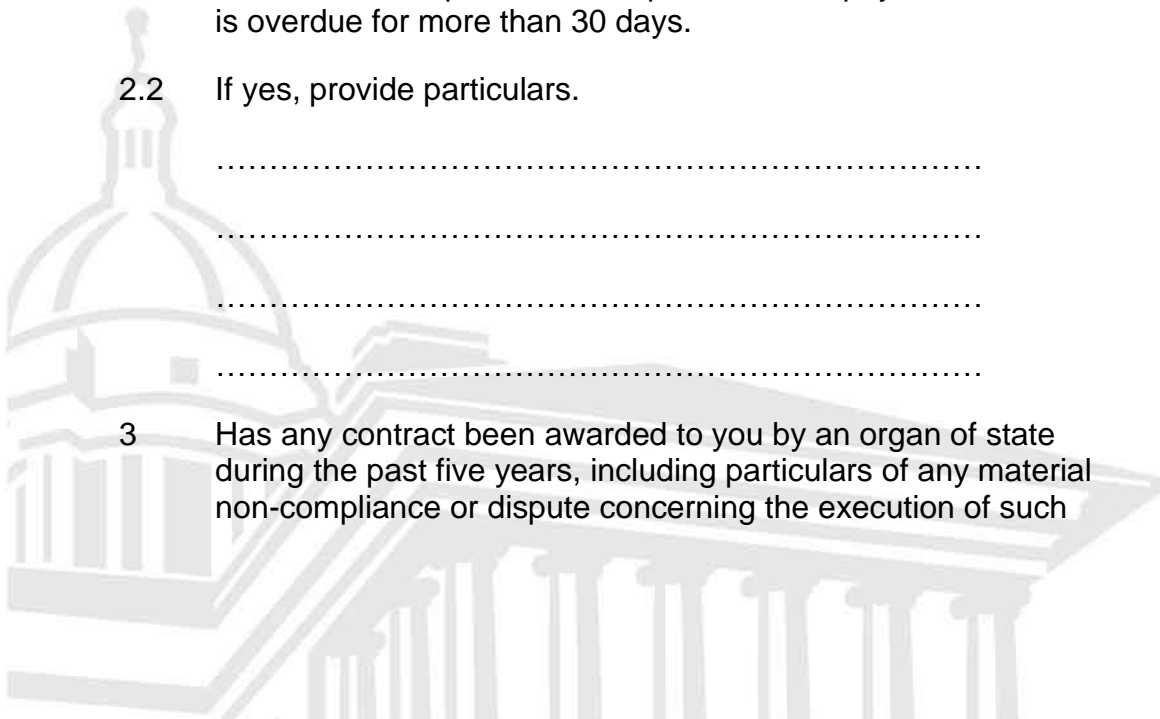 is overdue for more than 30 days.
2.2 If yes, provide particulars.
……………………………………………………………
……………………………………………………………
……………………………………………………………
……………………………………………………………
3 Has any contract been awarded to you by an organ of state
during the past five years, including particulars of any material
non-compliance or dispute concerning the execution of such